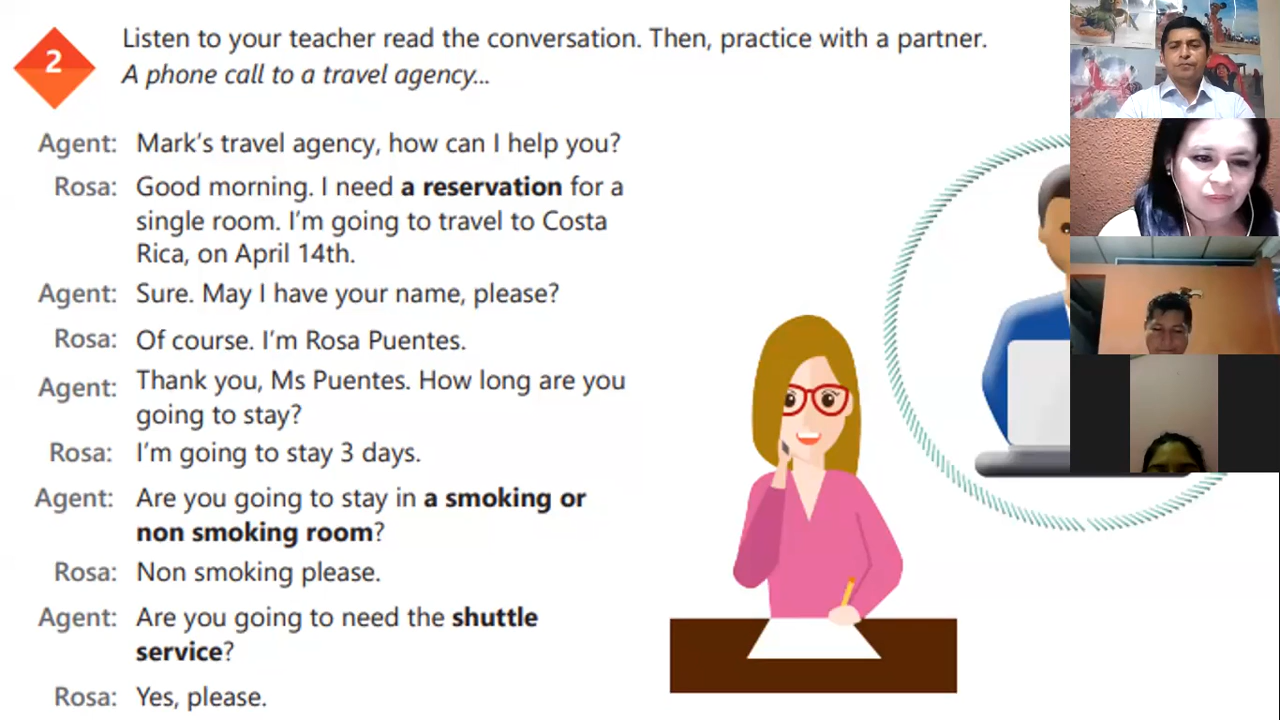 2
Listen to your teacher read the conversation. Then, practice with a partner.
A phone call to a travel agency...
Agent: Mark's travel agency, how can I help you?
Rosa: Good morning. I need a reservation for a
single room. I'm going to travel to Costa
Rica, on April 14th.
Agent: Sure. May I have your name, please?
Rosa: Of course. I'm Rosa Puentes.
Agent: Thank you, Ms Puentes. How long are you
going to stay?
Rosa: I'm going to stay 3 days.
Agent: Are you going to stay in a smoking or
non smoking room?
Rosa: Non smoking please.
Agent: Are you going to need the shuttle
service?
Rosa: Yes, please.